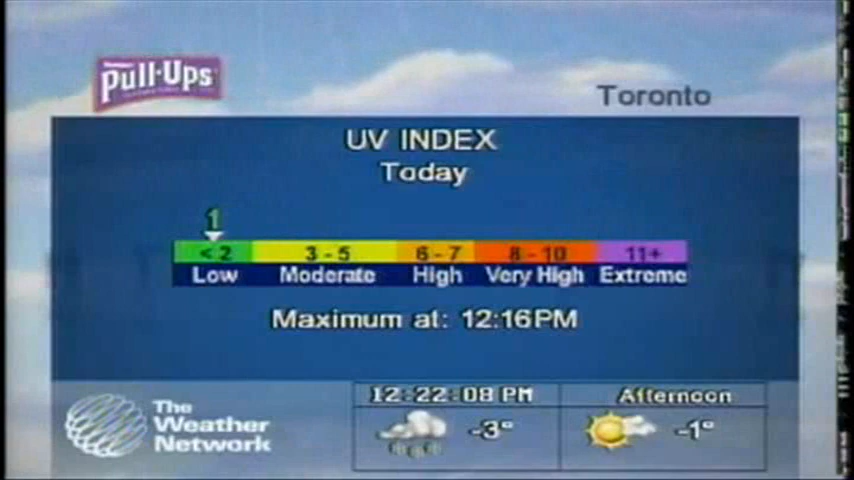 Pull-Ups
Toronto
UV INDEX
Today
1
< 2 3 - 5 6 - 7 8 - 10 11+
Low Moderate High Very High Extreme
Maximum at: 12:16PM
The
Weather
Network
12:22:08 PM
-3°
Afternoon
-1°